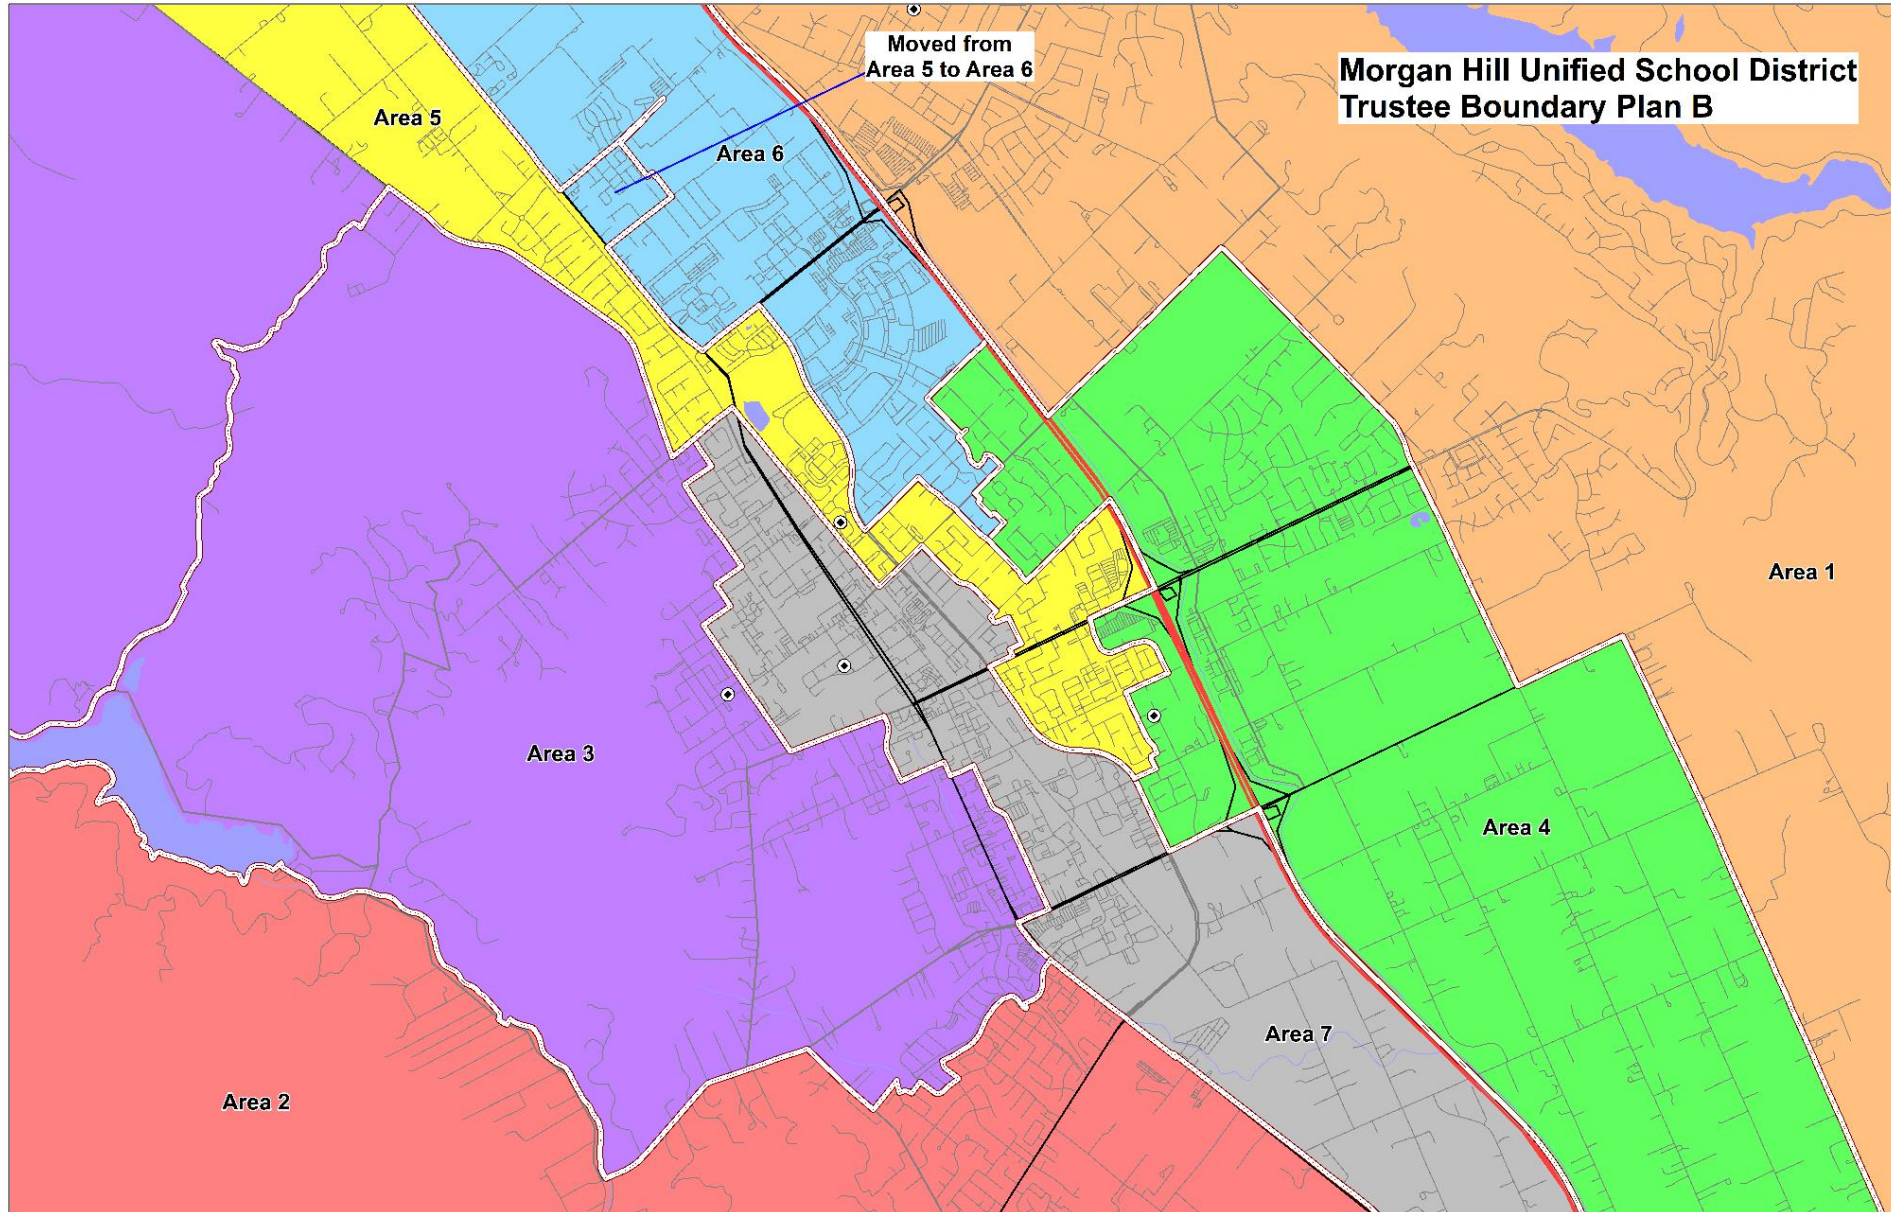 Moved from
Area 5 to Area 6
Morgan Hill Unified School District
Trustee Boundary Plan B
Area 5
Area 6
Area 1
Area 3
Area 4
Area 7
Area 2